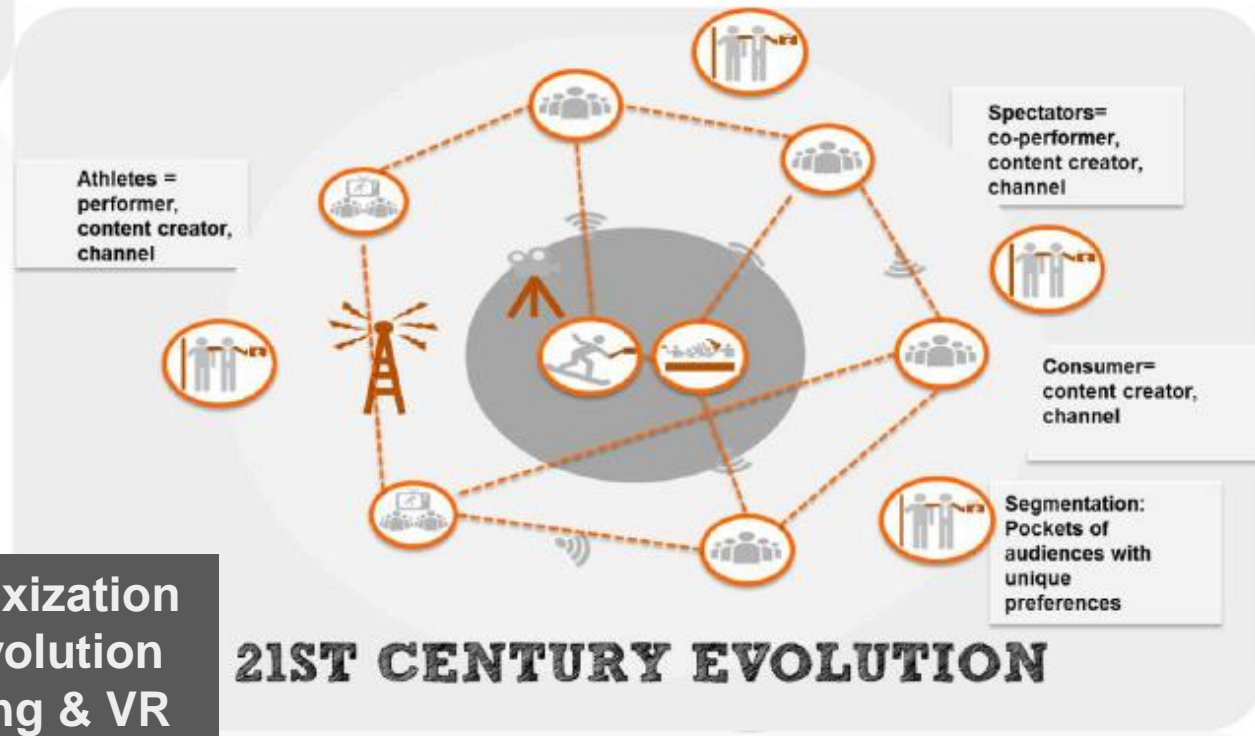 Athletes =
performer,
content creator,
channel
Spectators=
co-performer,
content creator,
channel
Consumer=
content creator,
channel
Segmentation:
Pockets of
audiences with
unique
preferences
xization
volution
ng & VR
21ST CENTURY EVOLUTION